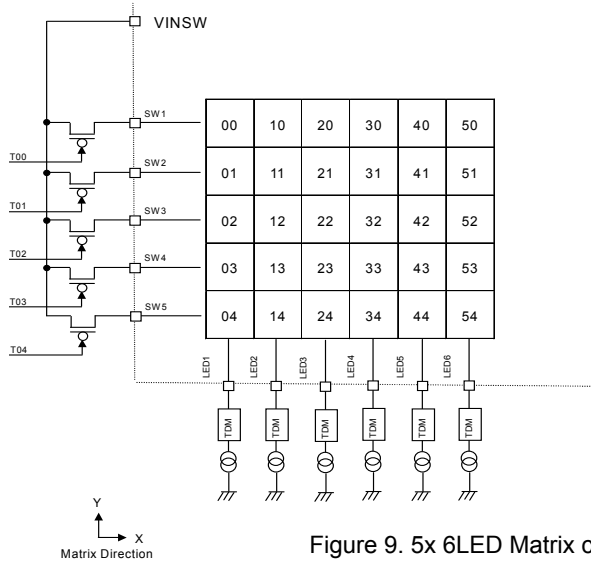 VINSW
SW1
00 10 20 30 40 50
T00
SW2
01 11 21 31 41 51
T01
SW3
02 12 22 32 42 52
T02
SW4
03 13 23 33 43 53
T03
SW5
04 14 24 34 44 54
T04
LED1 LED2 LED3 LED4 LED5 LED6
TDM TDM TDM TDM TDM TDM
Y
X
Matrix Direction
Figure 9. 5x 6LED Matrix c